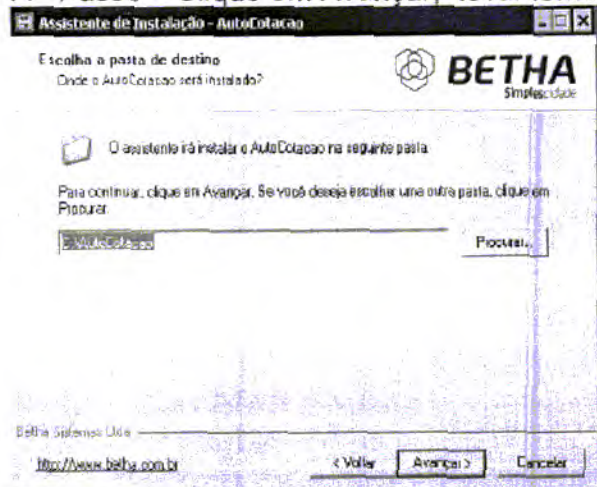 Assistente de Instalação - AutoCotacao
Escolha a pasta de destino
Onde o AutoCotacao será instalado?
BETHA
Simplescidade
O assistente irá instalar o AutoCotacao na seguinte pasta.
Para continuar, clique em Avançar. Se você deseja escolher uma outra pasta, clique em
Procurar.
C:\AutoCotacao
Procurar...
Betha Sistemas Ltda
http://www.betha.com.br
< Voltar
Avançar >
Cancelar